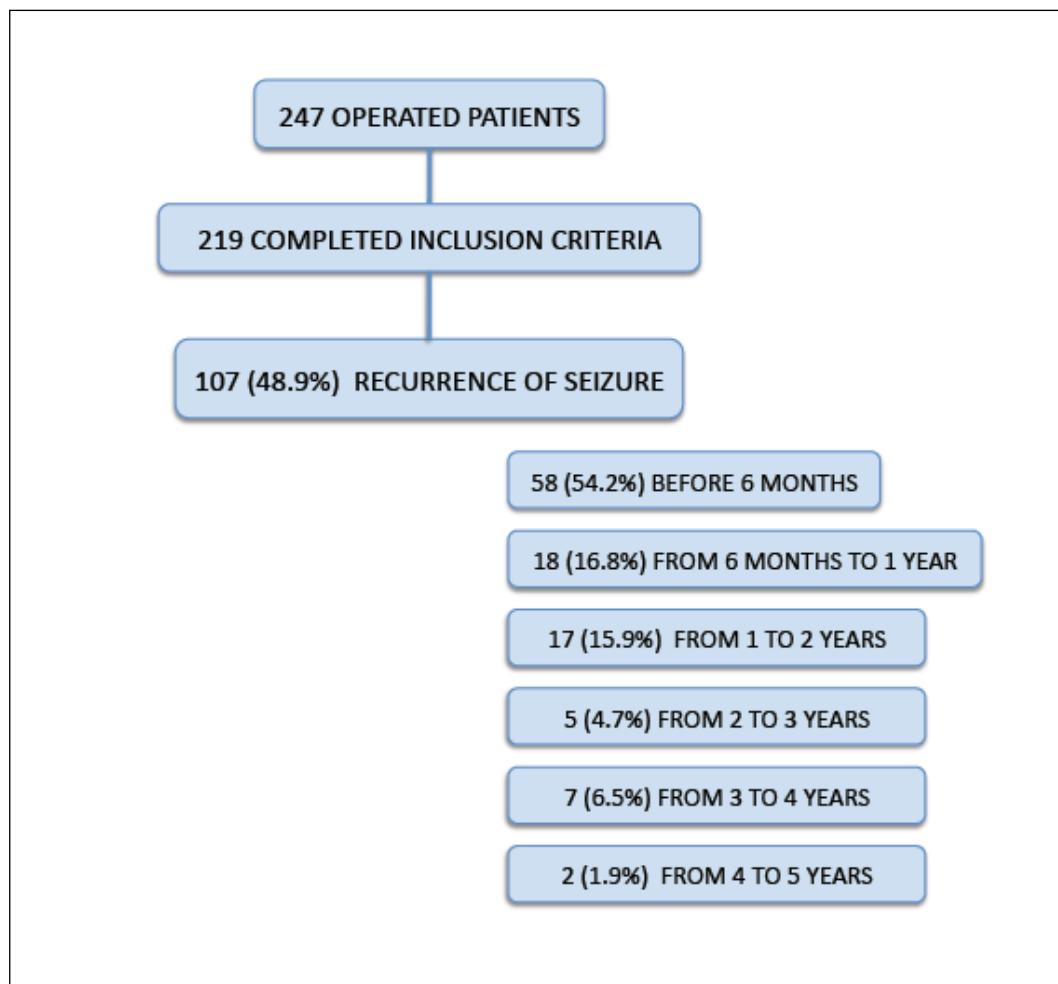 247 OPERATED PATIENTS
219 COMPLETED INCLUSION CRITERIA
107 (48.9%) RECURRENCE OF SEIZURE
58 (54.2%) BEFORE 6 MONTHS
18 (16.8%) FROM 6 MONTHS TO 1 YEAR
17 (15.9%) FROM 1 TO 2 YEARS
5 (4.7%) FROM 2 TO 3 YEARS
7 (6.5%) FROM 3 TO 4 YEARS
2 (1.9%) FROM 4 TO 5 YEARS